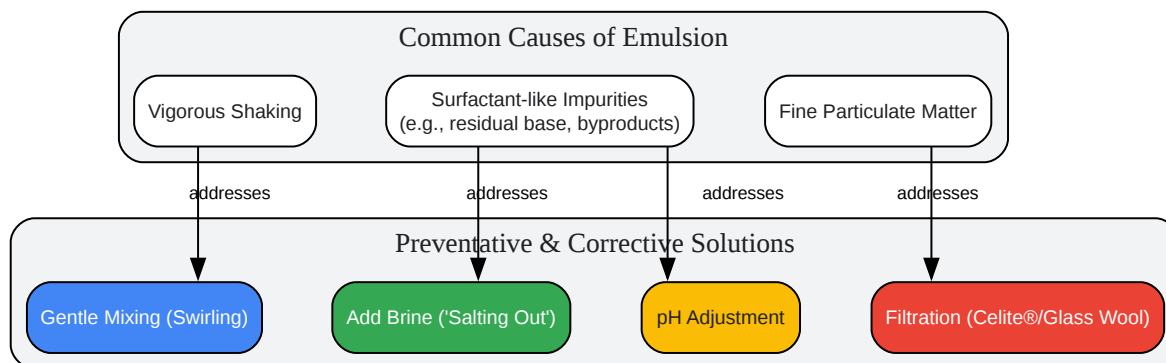 Common Causes of Emulsion
Vigorous Shaking
Surfactant-like Impurities
(e.g., residual base, byproducts)
Fine Particulate Matter
addresses
addresses
addresses
addresses
Preventative & Corrective Solutions
Gentle Mixing (Swirling)
Add Brine ('Salting Out')
pH Adjustment
Filtration (Celite®/Glass Wool)